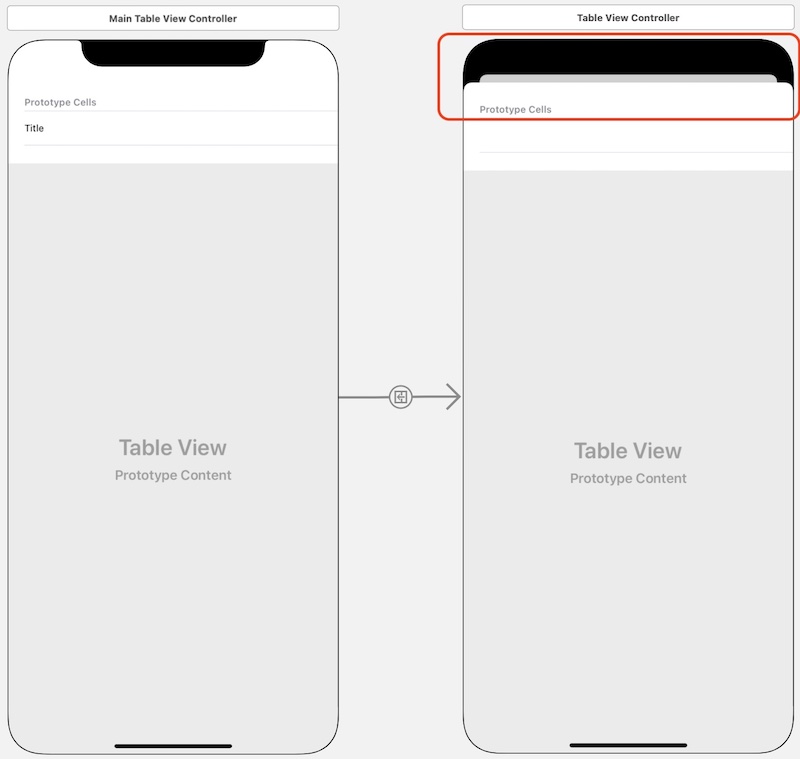 Main Table View Controller
Prototype Cells
Title
Table View
Prototype Content
Table View Controller
Prototype Cells
Table View
Prototype Content